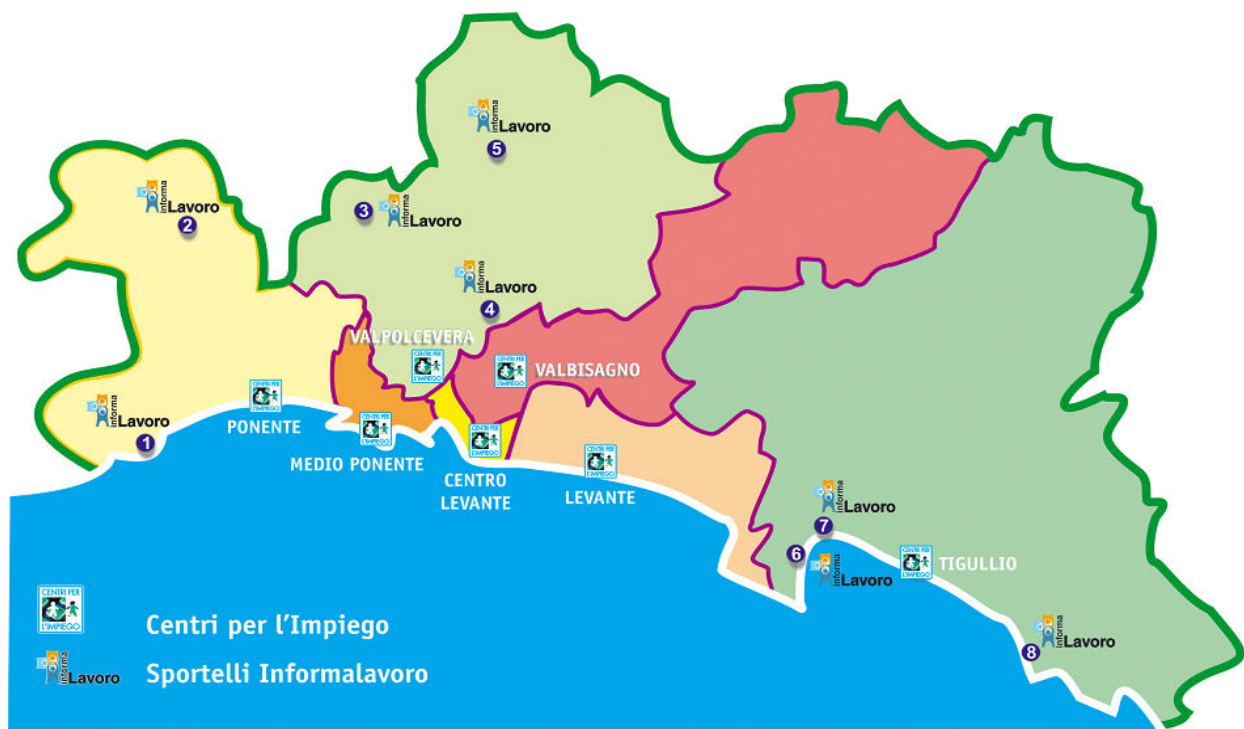 informa
Lavoro
5
informa
Lavoro
2
3
informa
Lavoro
informa
Lavoro
4
VALPOLCEVERA
CENTRI PER
L'IMPIEGO
CENTRI PER
L'IMPIEGO
VALBISAGNO
informa
Lavoro
1
CENTRI PER
L'IMPIEGO
PONENTE
CENTRI PER
L'IMPIEGO
MEDIO PONENTE
CENTRI PER
L'IMPIEGO
CENTRO
LEVANTE
CENTRI PER
L'IMPIEGO
LEVANTE
informa
Lavoro
7
6
informa
Lavoro
CENTRI PER
L'IMPIEGO
TIGULLIO
informa
Lavoro
8
CENTRI PER
L'IMPIEGO
Centri per l'Impiego
informa
Lavoro
Sportelli Informalavoro